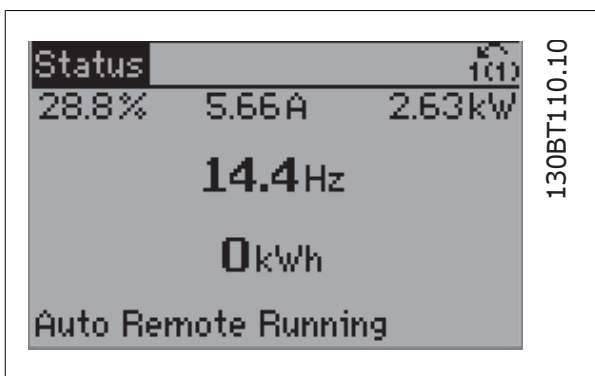 Status 1(1)
28.8% 5.66A 2.63kW
14.4Hz
0kWh
Auto Remote Running
130BT110.10